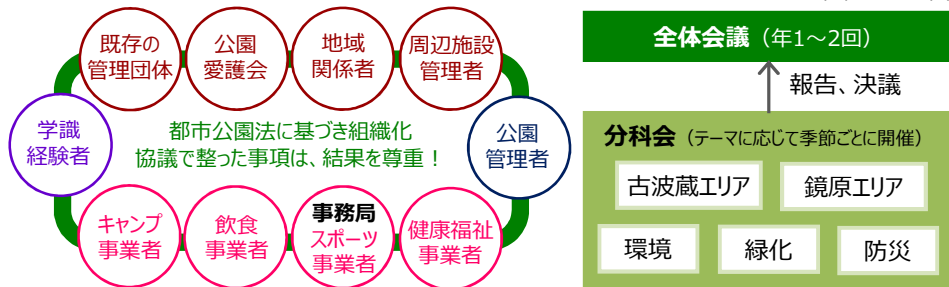 既存の
管理団体
公園
愛護会
地域
関係者
周辺施設
管理者
学識
経験者
都市公園法に基づき組織化
協議で整った事項は、結果を尊重！
公園
管理者
キャンプ
事業者
飲食
事業者
事務局
スポーツ
事業者
健康福祉
事業者
全体会議（年1～2回）
報告、決議
分科会（テーマに応じて季節ごとに開催）
古波蔵エリア
鏡原エリア
環境
緑化
防災